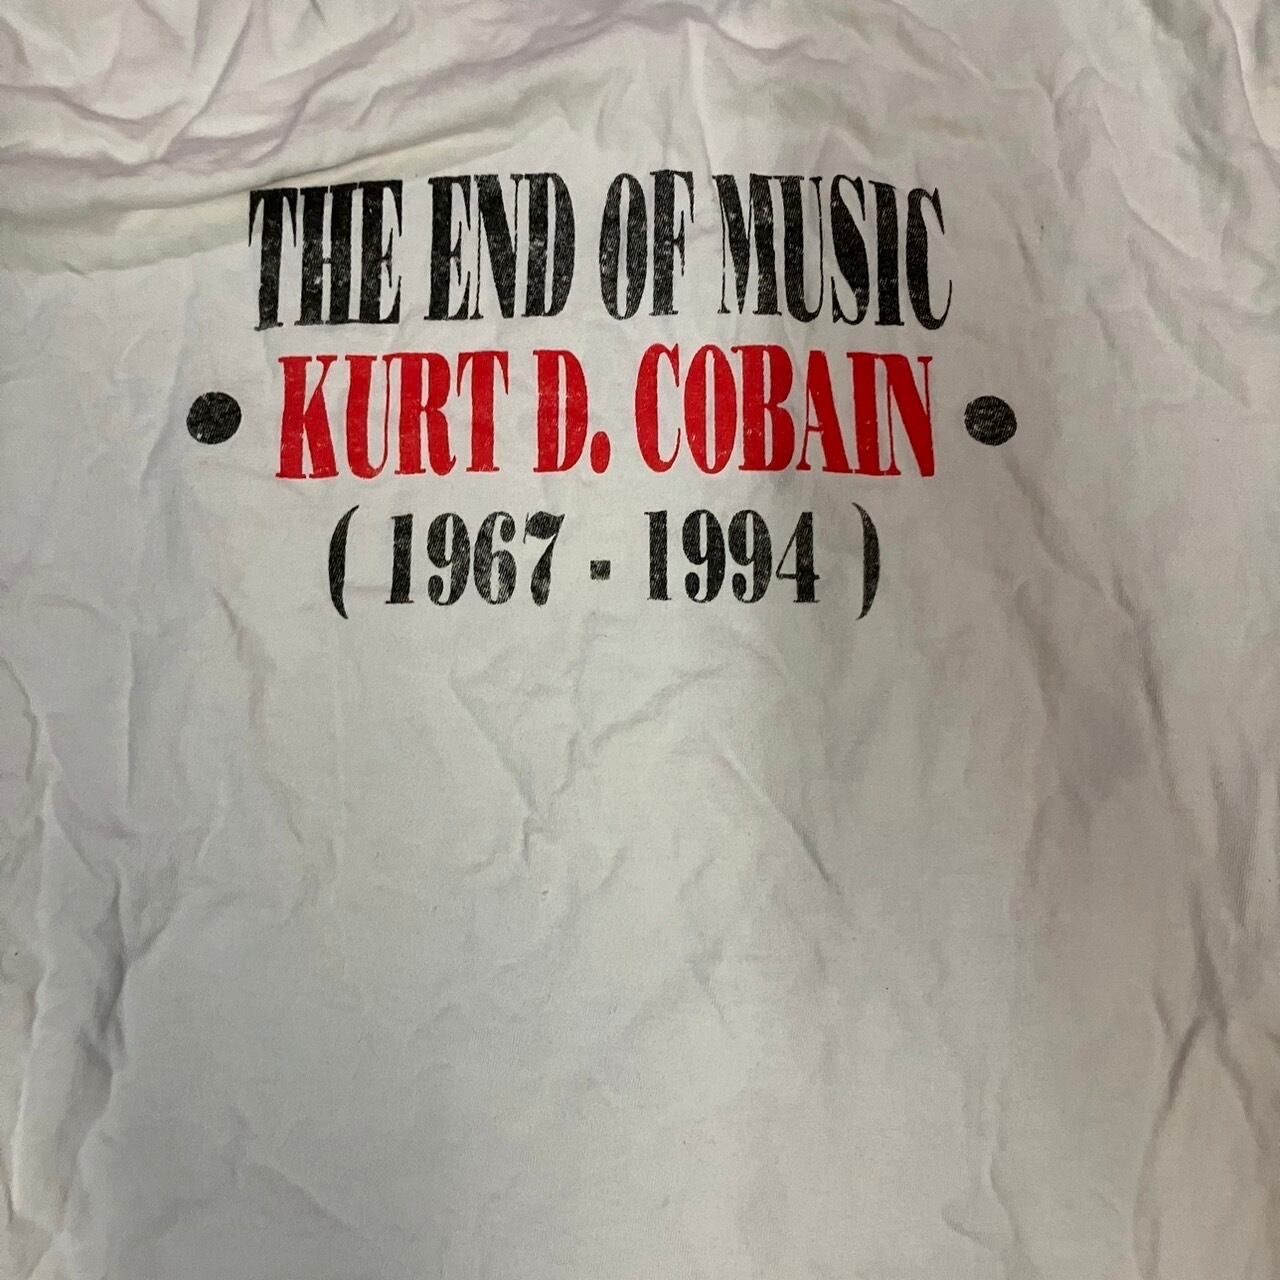 THE END OF MUSIC
• KURT D. COBAIN •
( 1967 - 1994 )